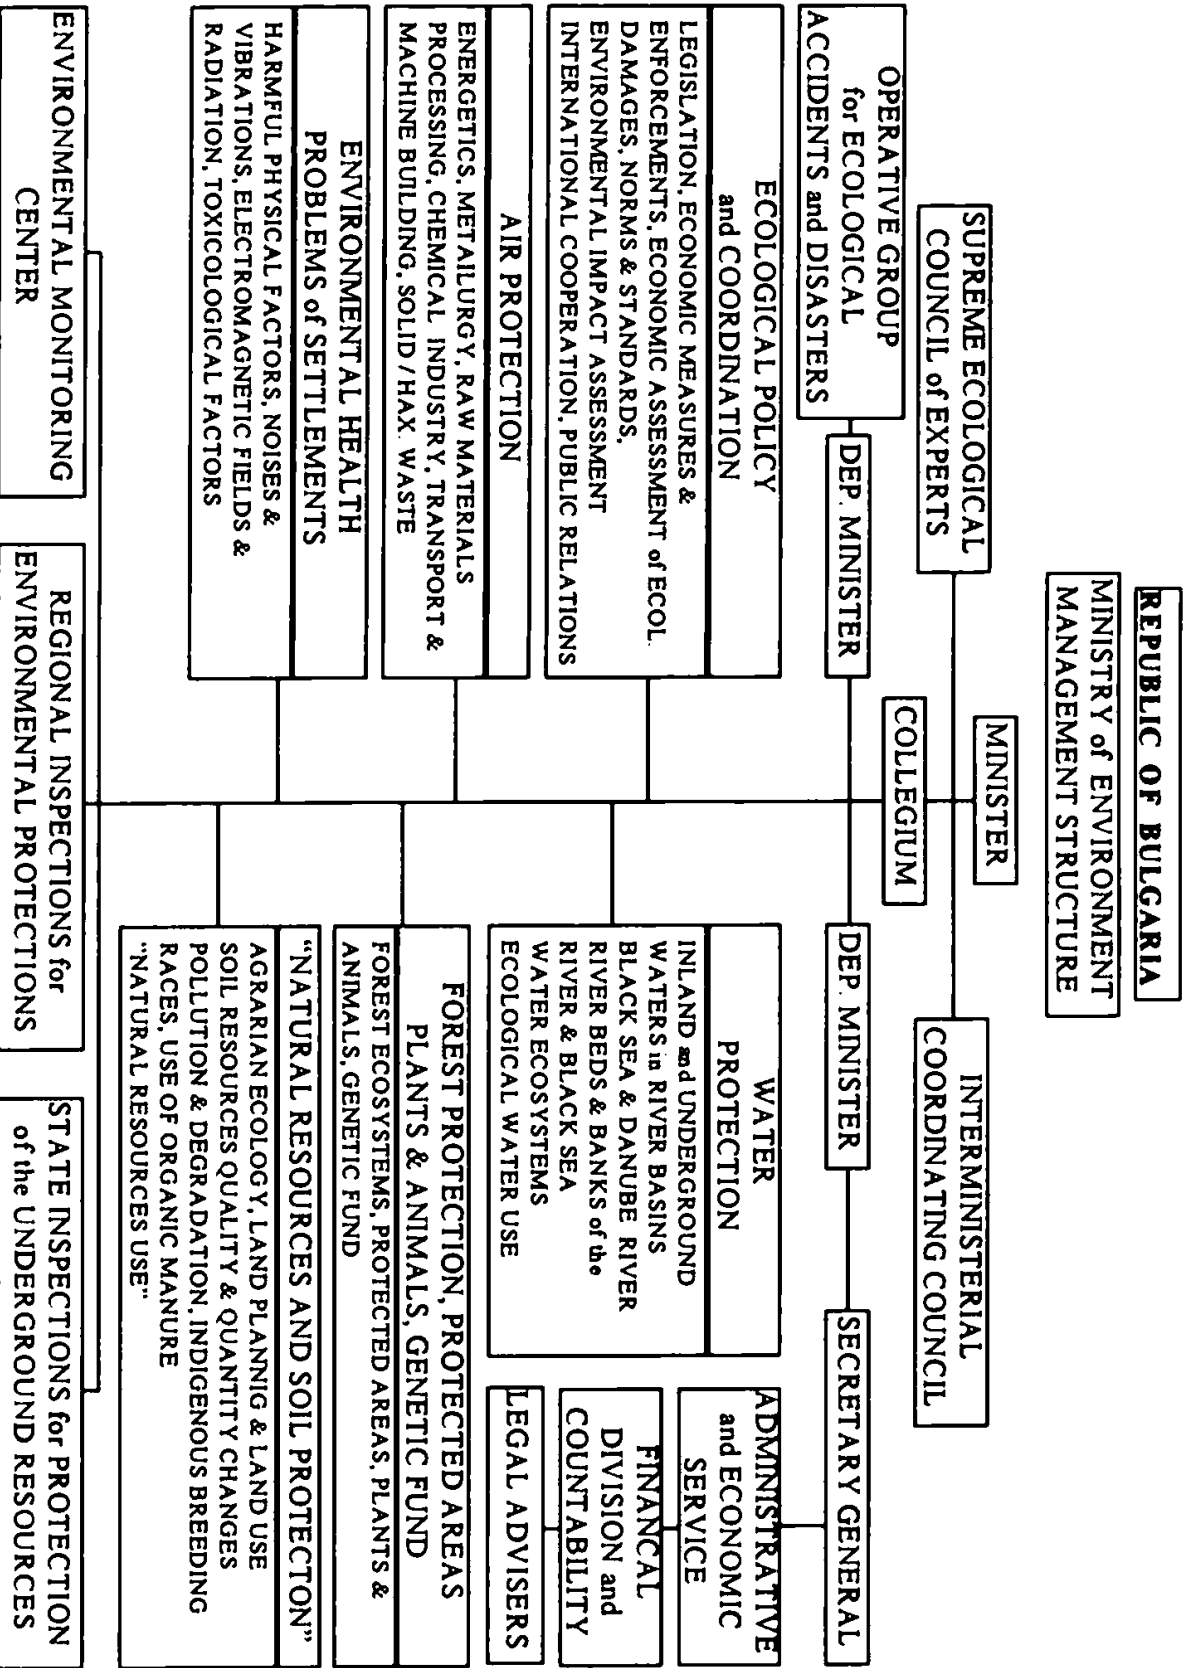 REPUBLIC OF BULGARIA
MINISTRY of ENVIRONMENT
MANAGEMENT STRUCTURE
MINISTER
SUPREME ECOLOGICAL
COUNCIL of EXPERTS
INTERMINISTERIAL
COORDINATING COUNCIL
COLLEGIUM
OPERATIVE GROUP
for ECOLOGICAL
ACCIDENTS and DISASTERS
DEP. MINISTER
DEP. MINISTER
SECRETARY GENERAL
ECOLOGICAL POLICY
and COORDINATION
LEGISLATION, ECONOMIC MEASURES &
ENFORCEMENTS, ECONOMIC ASSESSMENT of ECOL.
DAMAGES, NORMS & STANDARDS,
ENVIRONMENTAL IMPACT ASSESSMENT
INTERNATIONAL COOPERATION, PUBLIC RELATIONS
WATER
PROTECTION
INLAND and UNDERGROUND
WATERS in RIVER BASINS
BLACK SEA & DANUBE RIVER
RIVER BEDS & BANKS of the
RIVER & BLACK SEA
WATER ECOSYSTEMS
ECOLOGICAL WATER USE
ADMINISTRATIVE
and ECONOMIC
SERVICE
FINANCAL
DIVISION and
COUNTABILITY
LEGAL ADVISERS
AIR PROTECTION
ENERGETICS, METAILURGY, RAW MATERIALS
PROCESSING, CHEMICAL INDUSTRY, TRANSPORT &
MACHINE BUILDING, SOLID / HAX. WASTE
FOREST PROTECTION, PROTECTED AREAS
PLANTS & ANIMALS, GENETIC FUND
FOREST ECOSYSTEMS, PROTECTED AREAS, PLANTS &
ANIMALS, GENETIC FUND
ENVIRONMENTAL HEALTH
PROBLEMS of SETTLEMENTS
HARMFUL PHYSICAL FACTORS, NOISES &
VIBRATIONS, ELECTROMAGNETIC FIELDS &
RADIATION, TOXICOLOGICAL FACTORS
"NATURAL RESOURCES AND SOIL PROTECTON"
AGRARIAN ECOLOGY, LAND PLANNIG & LAND USE
SOIL RESOURCES QUALITY & QUANTITY CHANGES
POLLUTION & DEGRADATION, INDIGENOUS BREEDING
RACES, USE OF ORGANIC MANURE
"NATURAL RESOURCES USE"
ENVIRONMENTAL MONITORING
CENTER
REGIONAL INSPECTIONS for
ENVIRONMENTAL PROTECTIONS
STATE INSPECTIONS for PROTECTION
of the UNDERGROUND RESOURCES